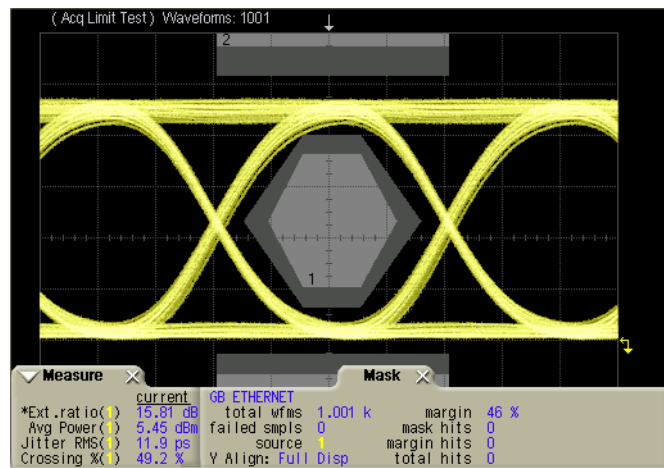 ( Acq Limit Test ) Waveforms: 1001
2
1
Measure
Mask
current
*Ext.ratio(1) 15.81 dB
Avg Power(1) 5.45 dBm
Jitter RMS(1) 11.9 ps
Crossing %(1) 49.2 %
GB ETHERNET
total wfms 1.001 k margin 46 %
failed smpls 0 mask hits 0
source 1 margin hits 0
Y Align: Full Disp total hits 0